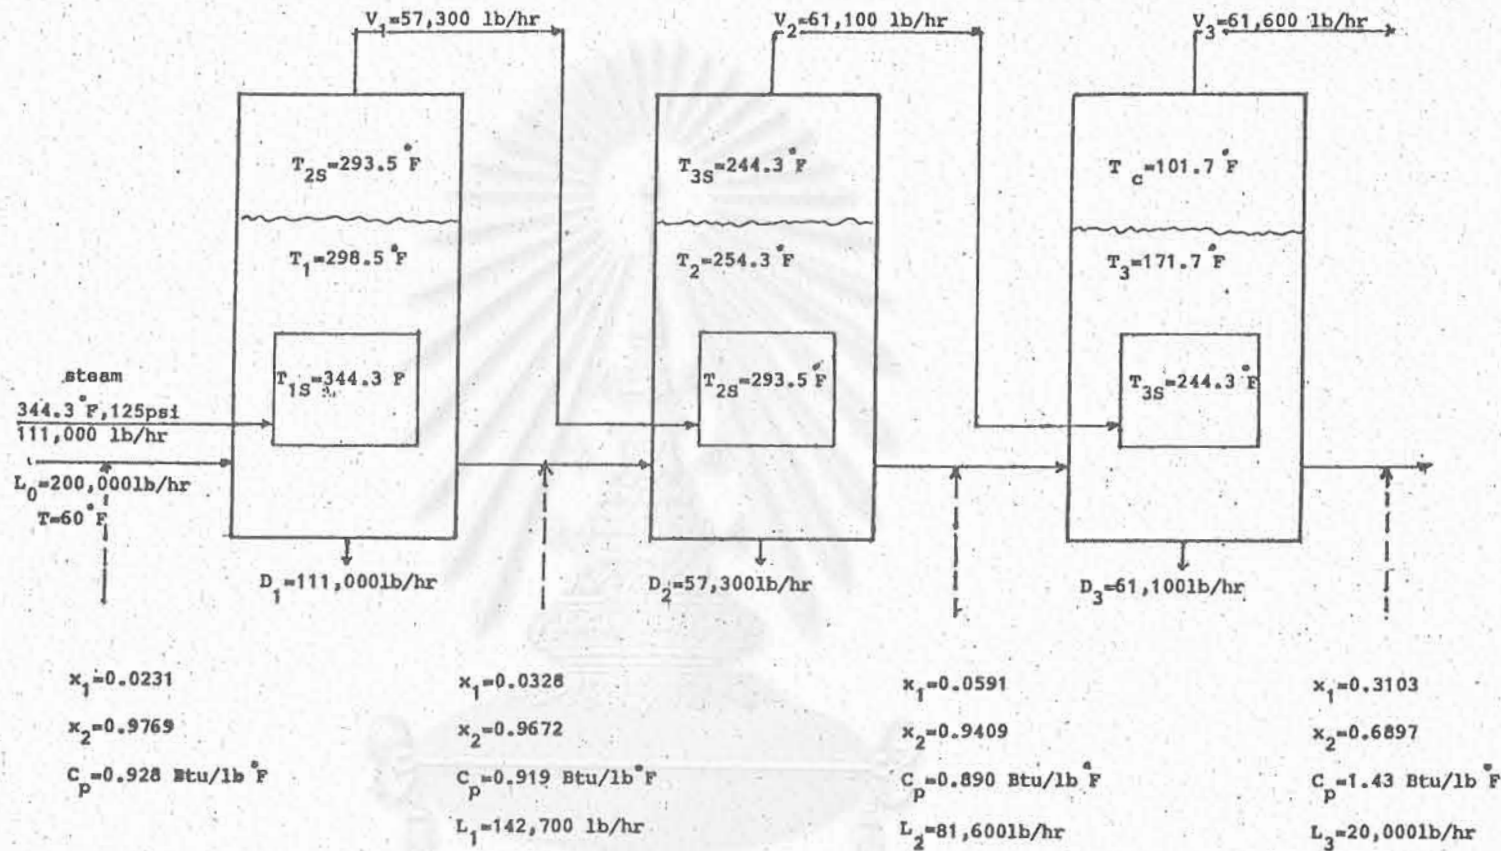 V1=57,300 lb/hr
V2=61,100 lb/hr
V3=61,600 lb/hr
T2S=293.5°F
T3S=244.3°F
Tc=101.7°F
T1=298.5°F
T2=254.3°F
T3=171.7°F
steam
344.3°F,125psi
111,000 lb/hr
T1S=344.3 F
T2S=293.5°F
T3S=244.3°F
L0=200,000lb/hr
T=60°F
D1=111,000lb/hr
D2=57,300lb/hr
D3=61,100lb/hr
x1=0.0231
x2=0.9769
Cp=0.928 Btu/lb°F
x1=0.0328
x2=0.9672
Cp=0.919 Btu/lb°F
L1=142,700 lb/hr
x1=0.0591
x2=0.9409
Cp=0.890 Btu/lb°F
L2=81,600lb/hr
x1=0.3103
x2=0.6897
Cp=1.43 Btu/lb°F
L3=20,000lb/hr